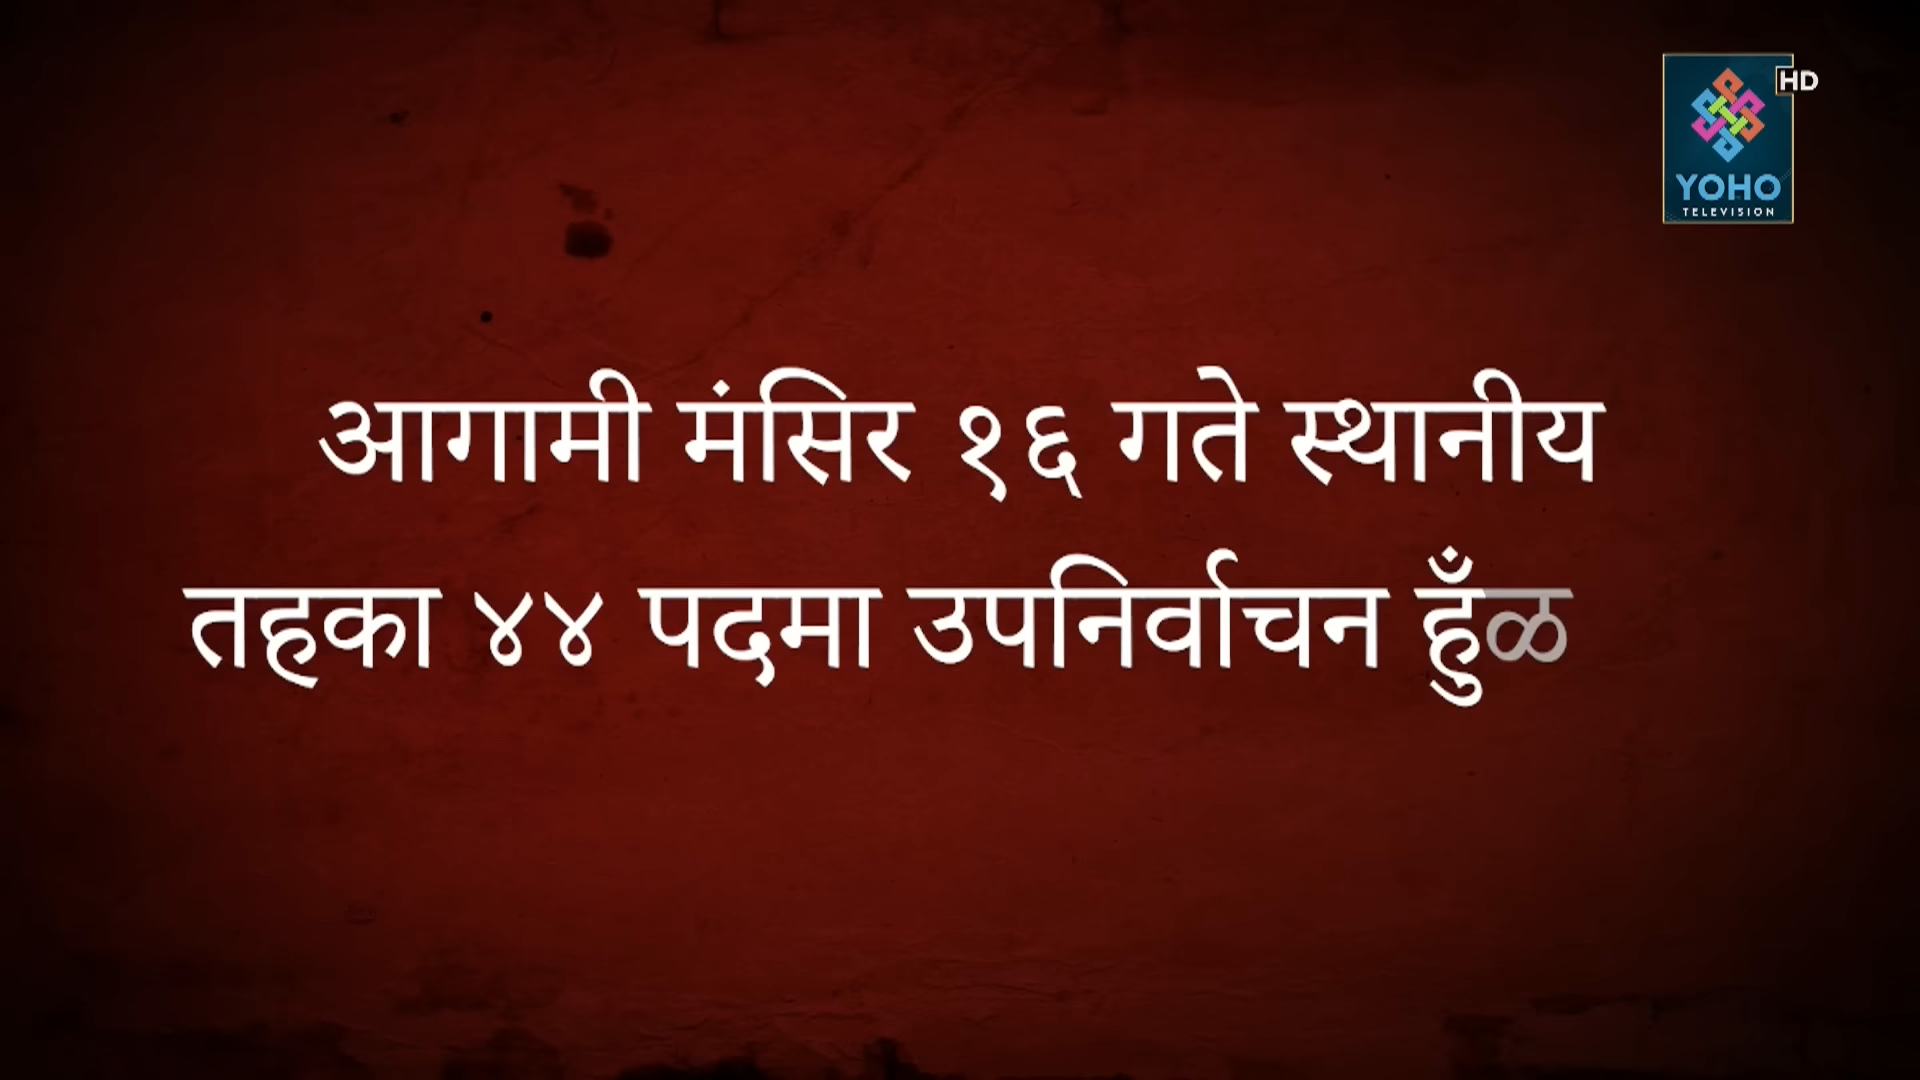 HD
YOHO
TELEVISION
आगामी मंसिर १६ गते स्थानीय
तहका ४४ पदमा उपनिर्वाचन हुँळ